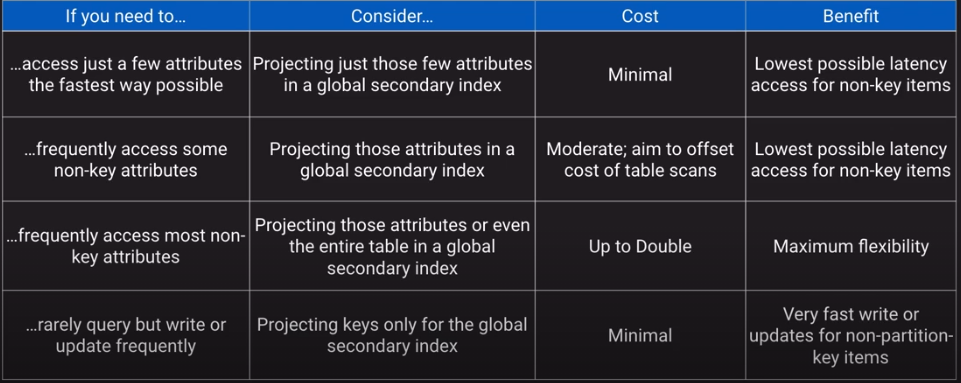 If you need to…
Consider…
Cost
Benefit
…access just a few attributes
the fastest way possible
Projecting just those few attributes
in a global secondary index
Minimal
Lowest possible latency
access for non-key items
…frequently access some
non-key attributes
Projecting those attributes in a
global secondary index
Moderate; aim to offset
cost of table scans
Lowest possible latency
access for non-key items
…frequently access most non-
key attributes
Projecting those attributes or even
the entire table in a global
secondary index
Up to Double
Maximum flexibility
…rarely query but write or
update frequently
Projecting keys only for the global
secondary index
Minimal
Very fast write or
updates for non-partition-
key items